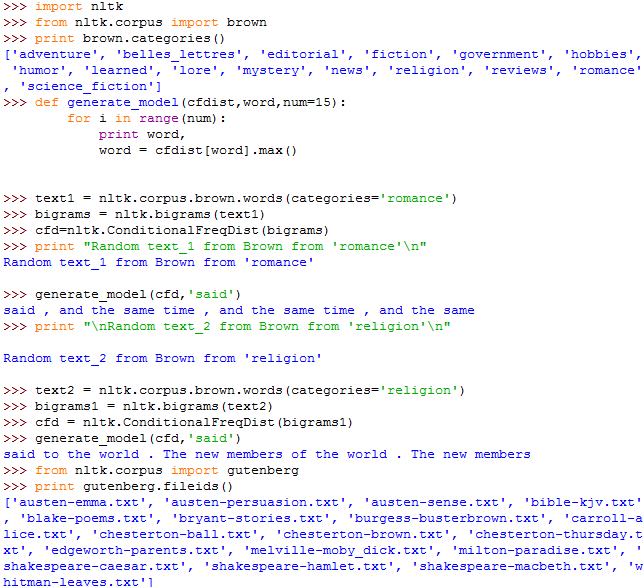 >>> import nltk
>>> from nltk.corpus import brown
>>> print brown.categories()
['adventure', 'belles_lettres', 'editorial', 'fiction', 'government', 'hobbies',
 'humor', 'learned', 'lore', 'mystery', 'news', 'religion', 'reviews', 'romance'
, 'science_fiction']
>>> def generate_model(cfdist,word,num=15):
        for i in range(num):
            print word,
            word = cfdist[word].max()
>>> text1 = nltk.corpus.brown.words(categories='romance')
>>> bigrams = nltk.bigrams(text1)
>>> cfd=nltk.ConditionalFreqDist(bigrams)
>>> print "Random text_1 from Brown from 'romance'\n"
Random text_1 from Brown from 'romance'
>>> generate_model(cfd,'said')
said , and the same time , and the same time , and the same
>>> print "\nRandom text_2 from Brown from 'religion'\n"
Random text_2 from Brown from 'religion'
>>> text2 = nltk.corpus.brown.words(categories='religion')
>>> bigrams1 = nltk.bigrams(text2)
>>> cfd = nltk.ConditionalFreqDist(bigrams1)
>>> generate_model(cfd,'said')
said to the world . The new members of the world . The new members
>>> from nltk.corpus import gutenberg
>>> print gutenberg.fileids()
['austen-emma.txt', 'austen-persuasion.txt', 'austen-sense.txt', 'bible-kjv.txt'
, 'blake-poems.txt', 'bryant-stories.txt', 'burgess-busterbrown.txt', 'carroll-a
lice.txt', 'chesterton-ball.txt', 'chesterton-brown.txt', 'chesterton-thursday.t
xt', 'edgeworth-parents.txt', 'melville-moby_dick.txt', 'milton-paradise.txt', '
shakespeare-caesar.txt', 'shakespeare-hamlet.txt', 'shakespeare-macbeth.txt', 'w
hitman-leaves.txt']